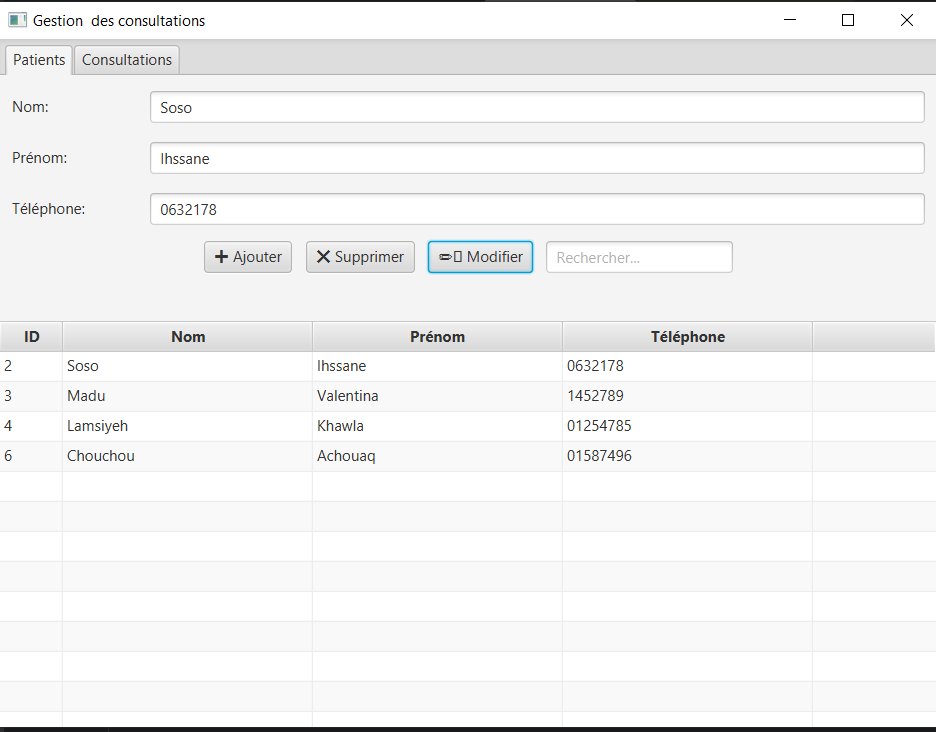 Gestion  des consultations
Patients Consultations
Nom: Soso
Prénom: Ihssane
Téléphone: 0632178
Ajouter Supprimer Modifier Rechercher...
ID Nom Prénom Téléphone
2 Soso Ihssane 0632178
3 Madu Valentina 1452789
4 Lamsiyeh Khawla 01254785
6 Chouchou Achouaq 01587496